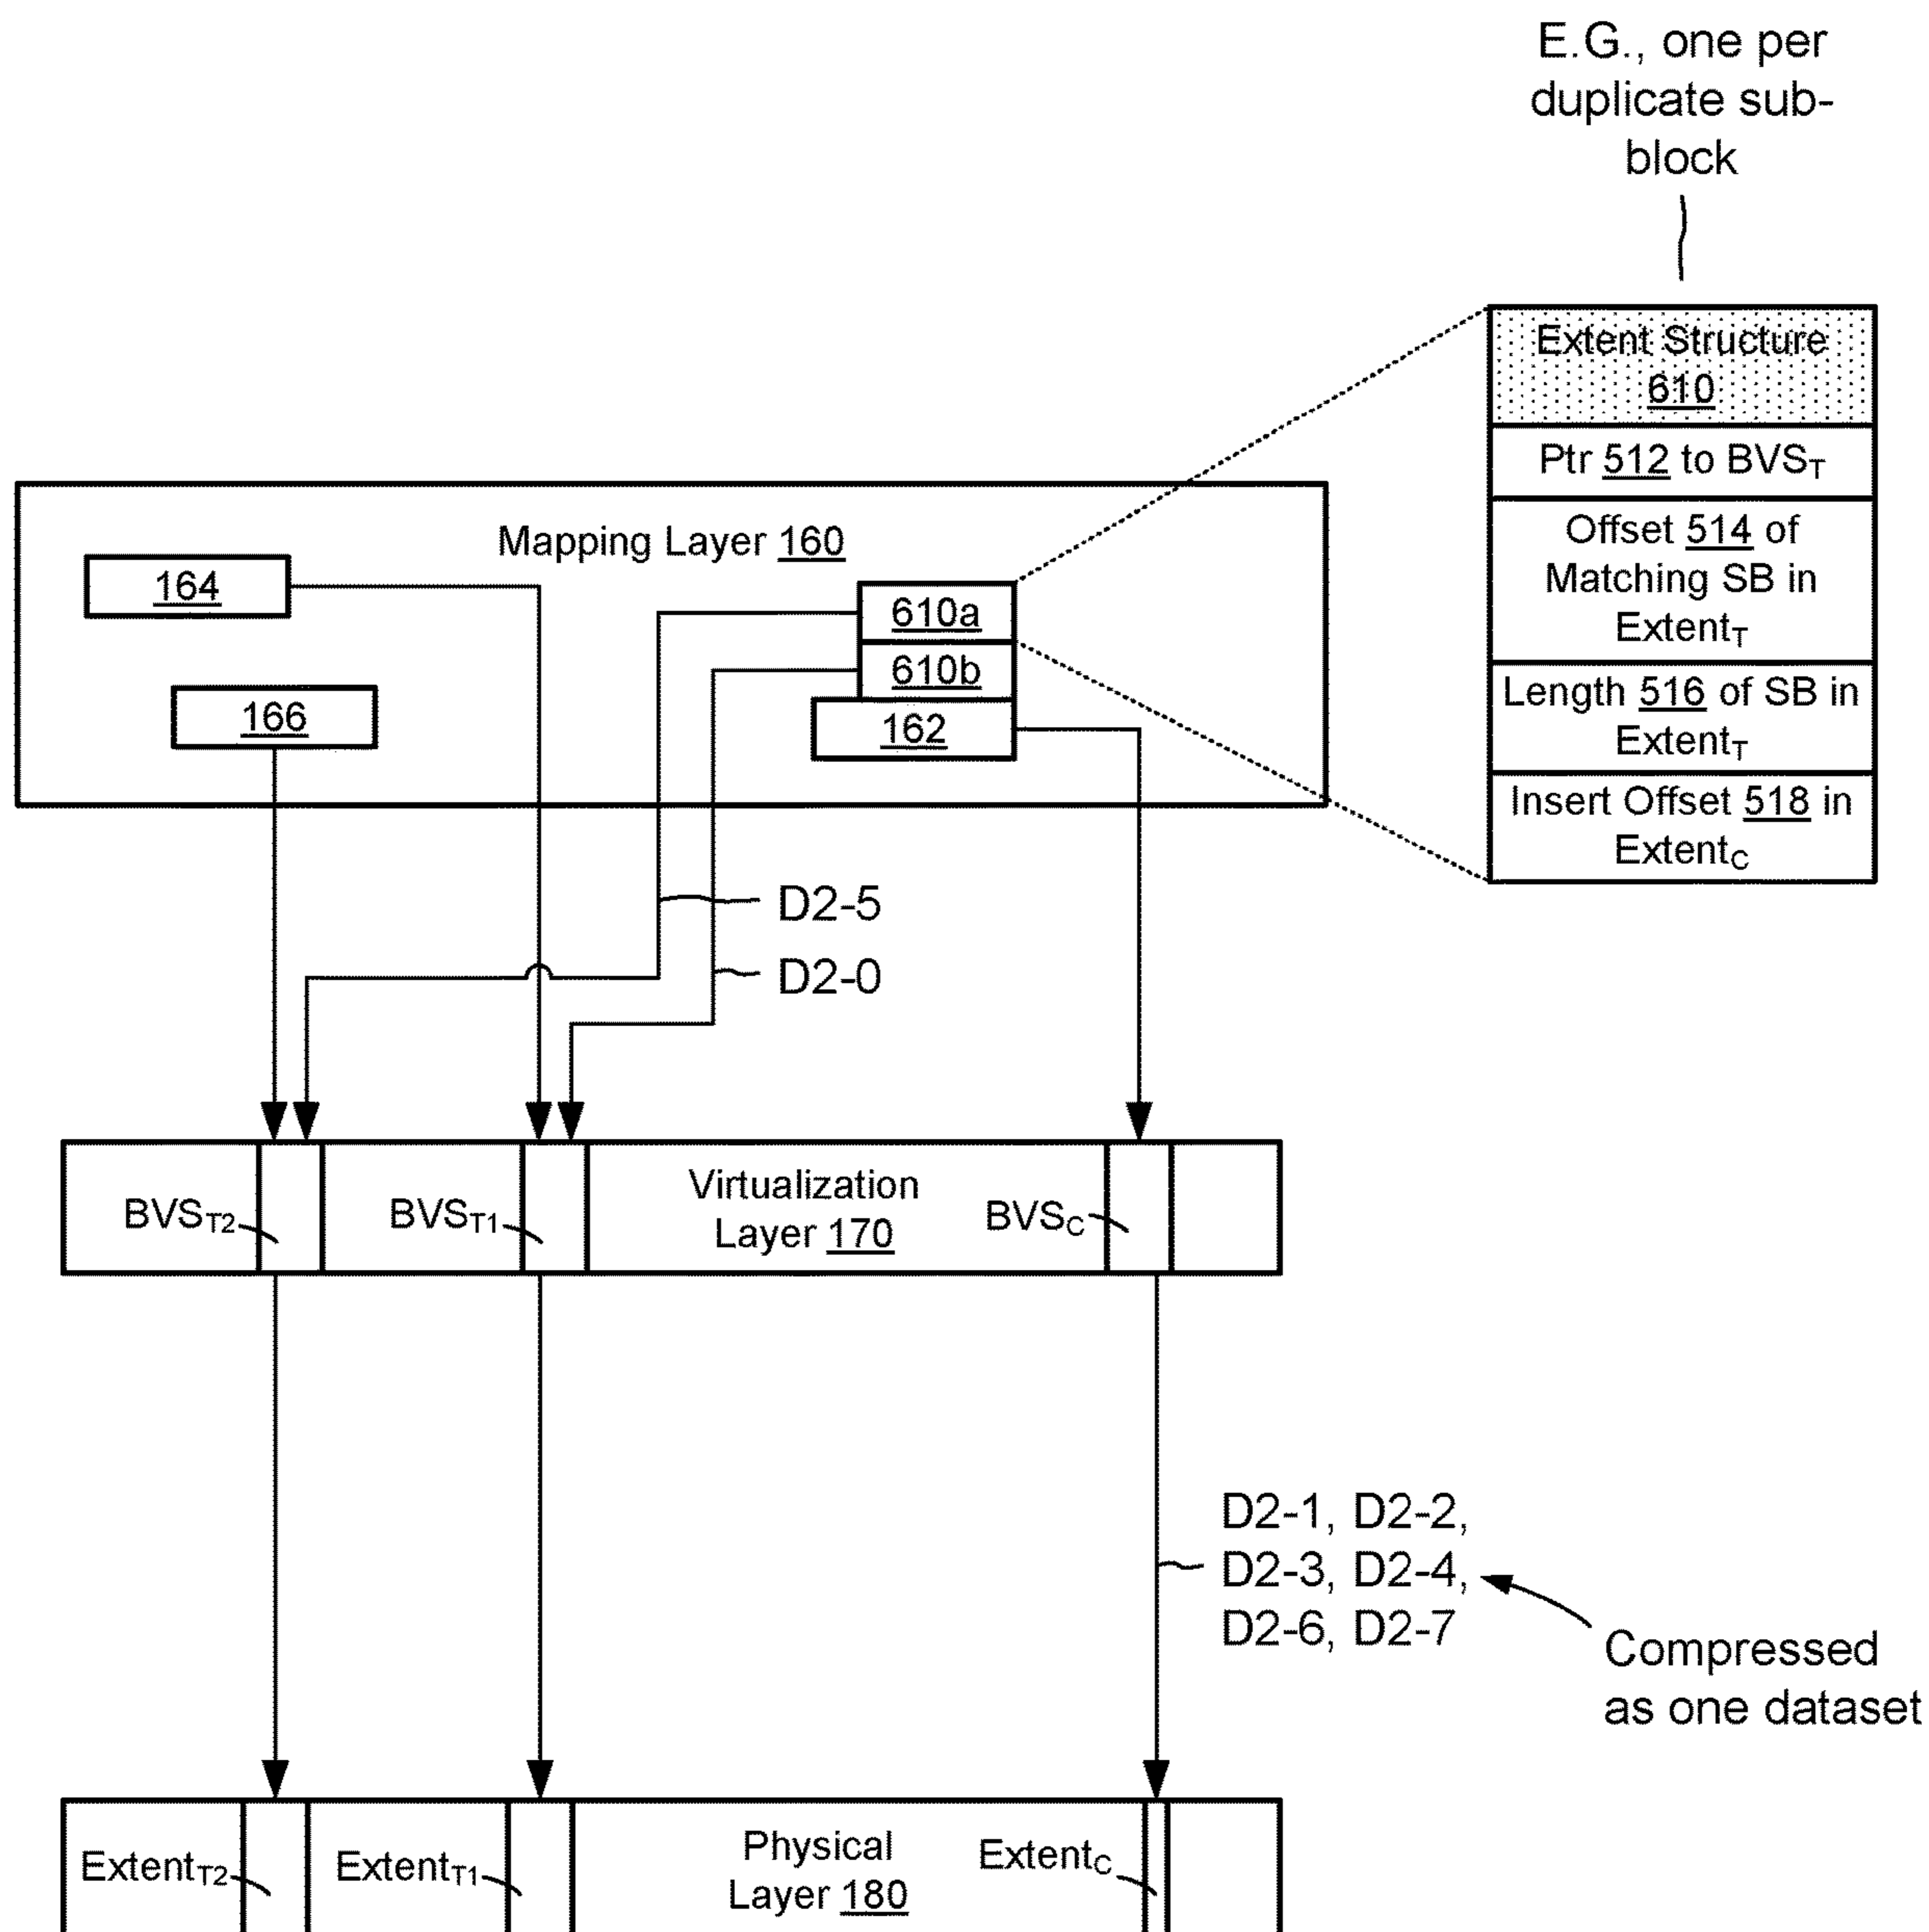 E.G., one per
duplicate sub-
block
Extent Structure
610
Ptr 512 to BVST
Offset 514 of
Matching SB in
ExtentT
Length 516 of SB in
ExtentT
Insert Offset 518 in
ExtentC
Mapping Layer 160
164
166
610a
610b
162
D2-5
D2-0
BVST2
BVST1
Virtualization
Layer 170
BVSC
D2-1, D2-2,
D2-3, D2-4,
D2-6, D2-7
Compressed
as one dataset
ExtentT2
ExtentT1
Physical
Layer 180
ExtentC